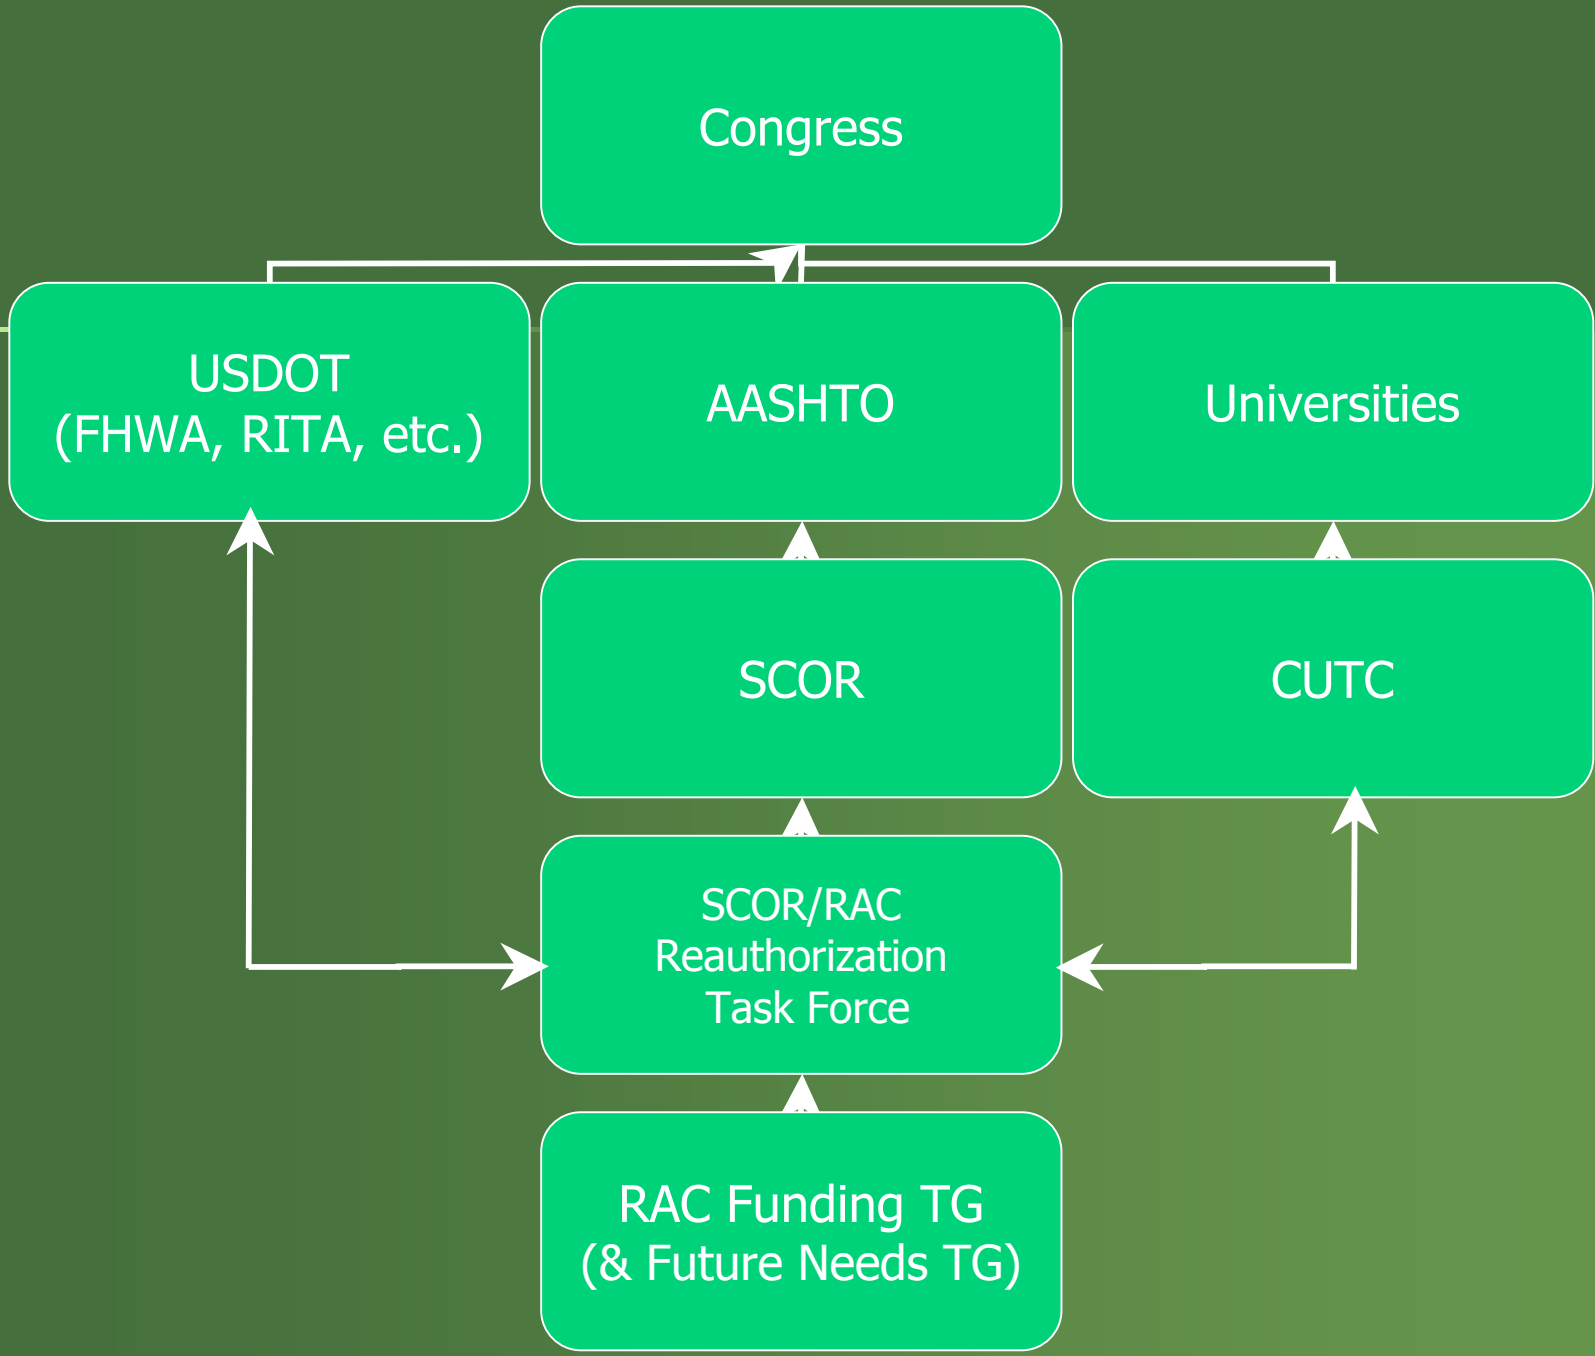 Congress
USDOT
(FHWA, RITA, etc.)
AASHTO
Universities
SCOR
CUTC
SCOR/RAC
Reauthorization
Task Force
RAC Funding TG
(& Future Needs TG)